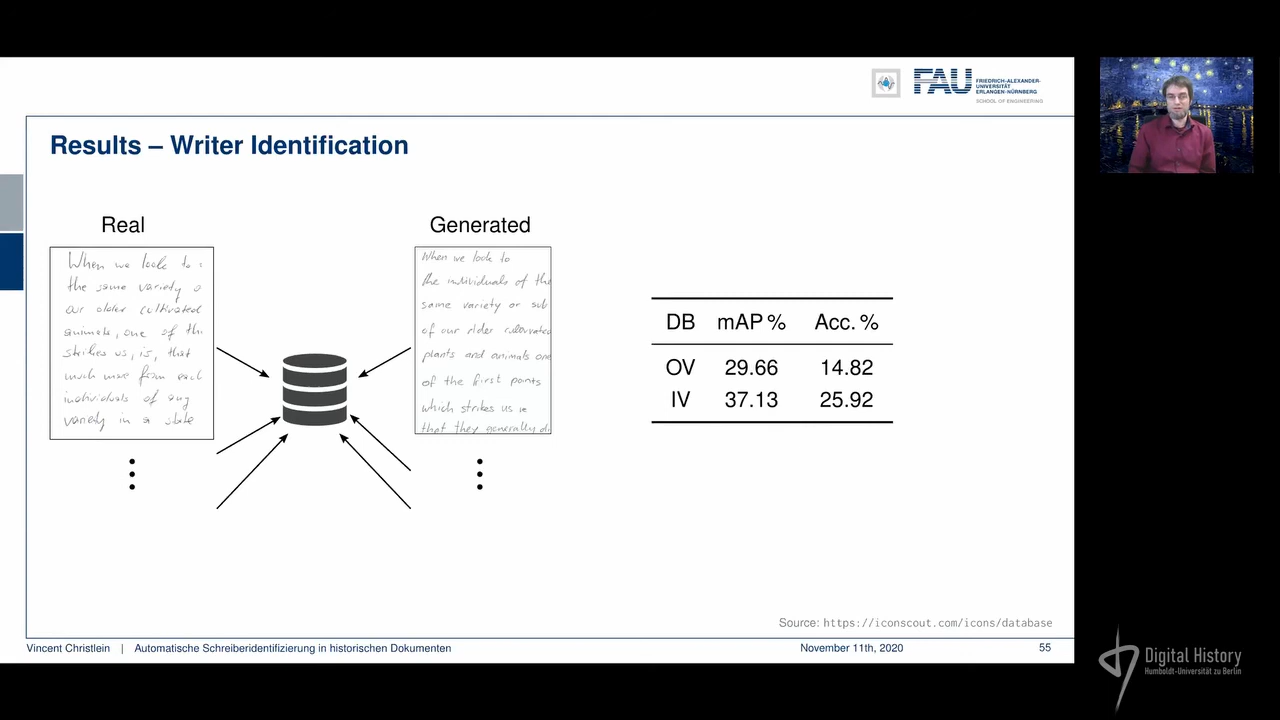 FAU
FRIEDRICH-ALEXANDER-
UNIVERSITÄT
ERLANGEN-NÜRNBERG
SCHOOL OF ENGINEERING
Results – Writer Identification
Real
When we look to
the same variety o
our older cultivated
animals, one of th
strikes us, is, that
much more from each
individuals of any
variety in a state
Generated
When we look to
the individuals of the
same variety or sub
of our older
plants and animals one
of the first points
which strikes us is
that they generally di
DB mAP % Acc. %
OV 29.66 14.82
IV 37.13 25.92
Source: https://iconscout.com/icons/database
Vincent Christlein | Automatische Schreiberidentifizierung in historischen Dokumenten November 11th, 2020 55
Digital History
Humboldt-Universität zu Berlin